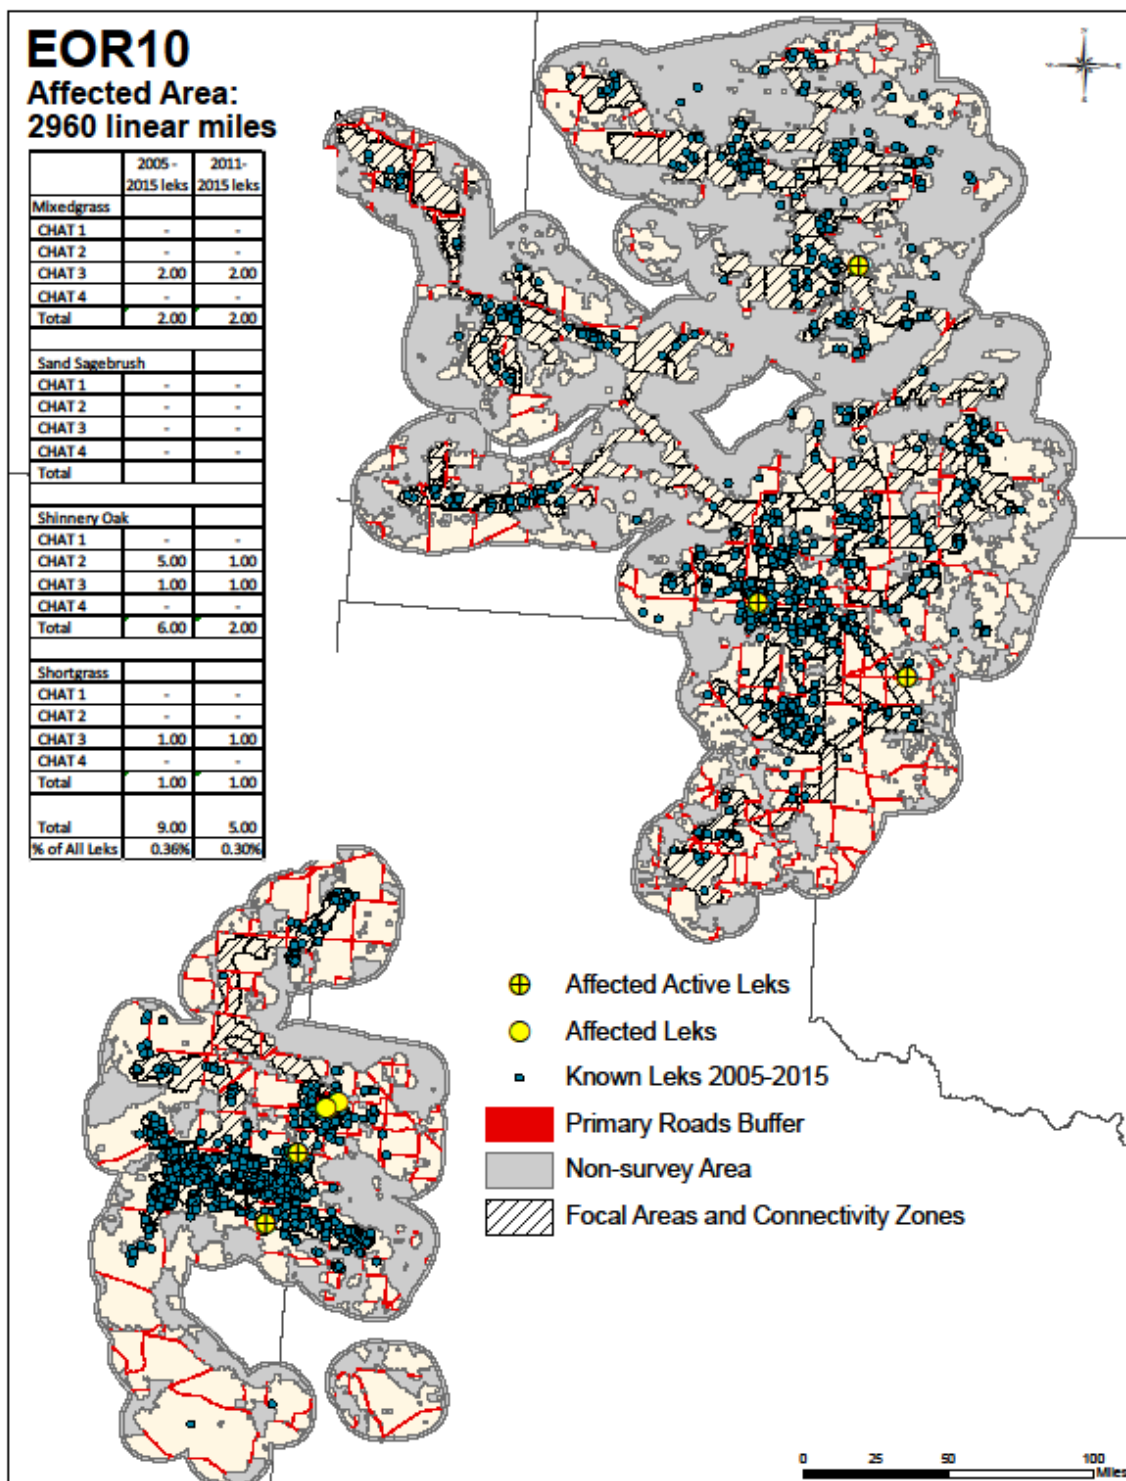 EOR10
Affected Area:
2960 linear miles
2005 - 2011-
2015 leks 2015 leks
Mixedgrass
CHAT 1 - -
CHAT 2 - -
CHAT 3 2.00 2.00
CHAT 4 - -
Total 2.00 2.00
Sand Sagebrush
CHAT 1 - -
CHAT 2 - -
CHAT 3 - -
CHAT 4 - -
Total
Shinnery Oak
CHAT 1 - -
CHAT 2 5.00 1.00
CHAT 3 1.00 1.00
CHAT 4 - -
Total 6.00 2.00
Shortgrass
CHAT 1 - -
CHAT 2 - -
CHAT 3 1.00 1.00
CHAT 4 - -
Total 1.00 1.00
Total 9.00 5.00
% of All Leks 0.36% 0.30%
Affected Active Leks
Affected Leks
Known Leks 2005-2015
Primary Roads Buffer
Non-survey Area
Focal Areas and Connectivity Zones
0 25 50 100
Miles